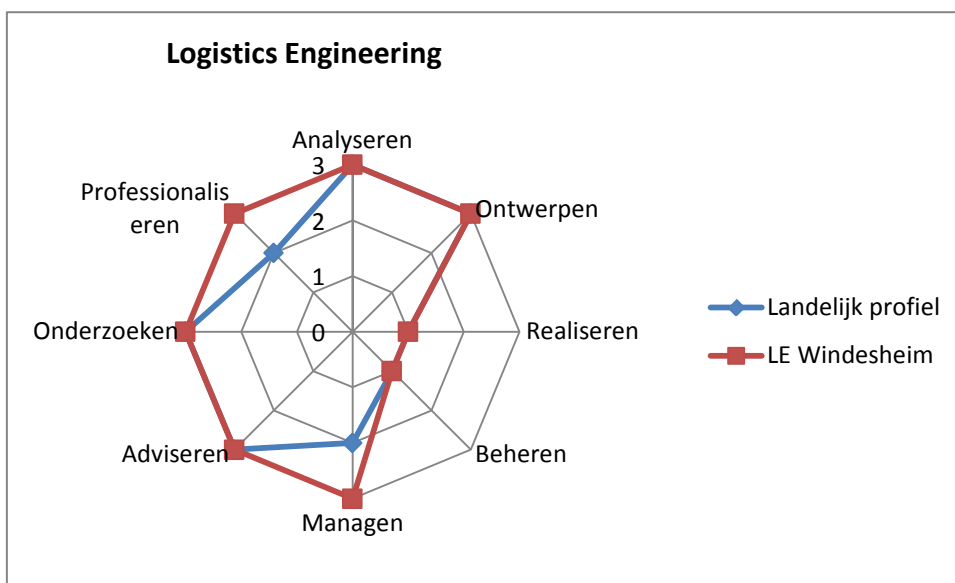 Logistics Engineering
Analyseren
3
Professionalis
eren
Ontwerpen
2
1
Onderzoeken
0
Realiseren
Landelijk profiel
LE Windesheim
Adviseren
Beheren
Managen